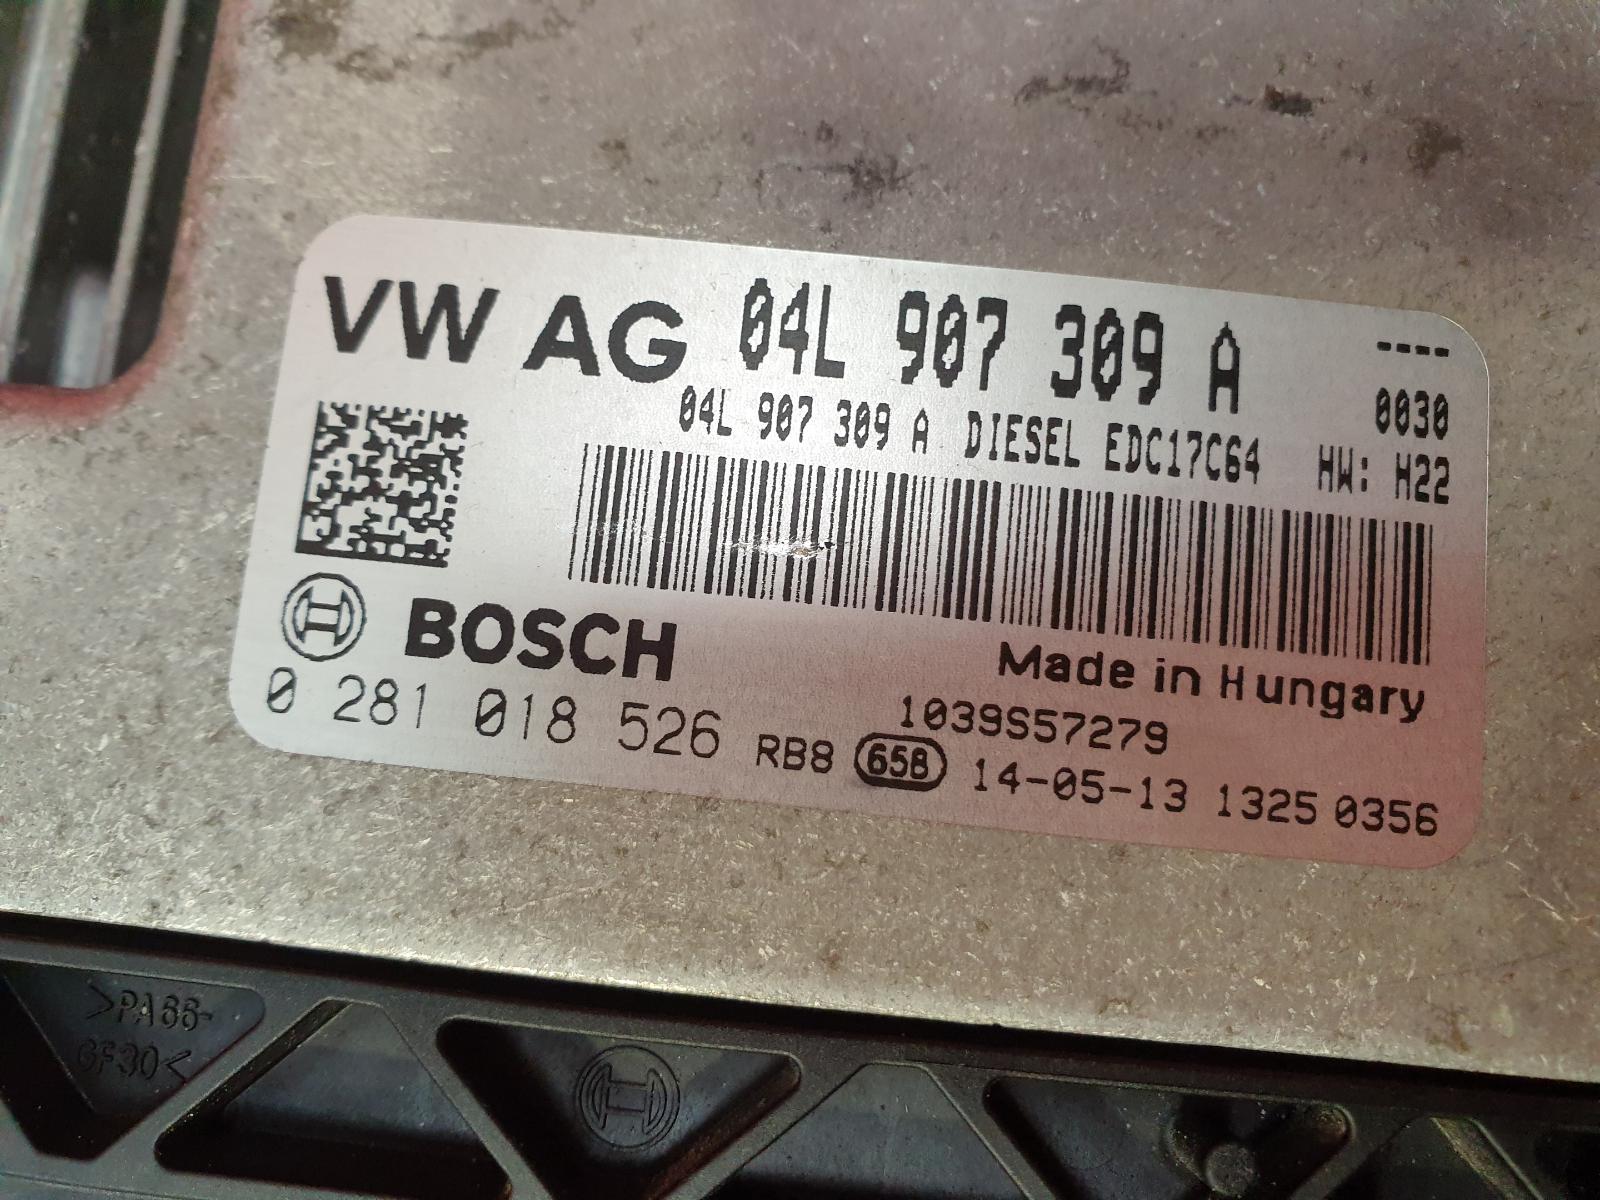 VW AG 04L 907 309 A ----
04L 907 309 A DIESEL EDC17C64 0030
HW: H22
BOSCH
Made in Hungary
0 281 018 526 1039S57279
RB8 65B 14-05-13 1325 0356
>PA66-
GF30<